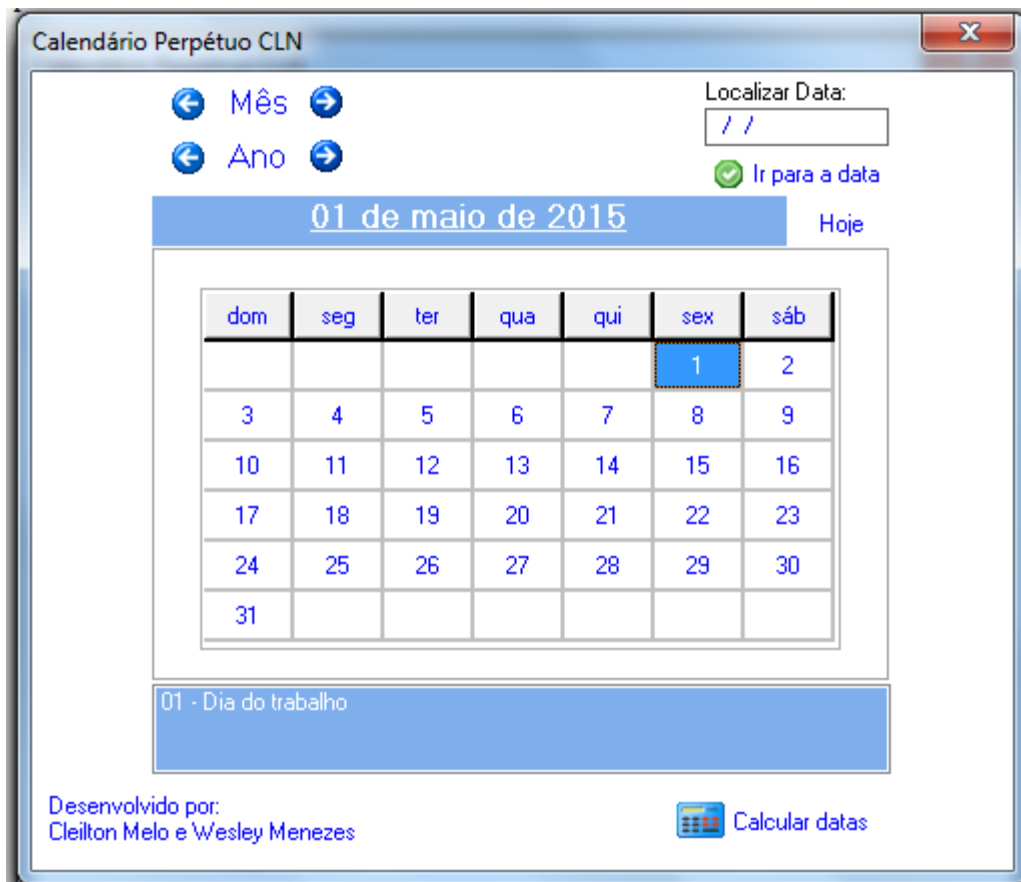 Calendário Perpétuo CLN
Mês
Localizar Data:
/ /
Ano
Ir para a data
01 de maio de 2015
Hoje
dom seg ter qua qui sex sáb
1 2
3 4 5 6 7 8 9
10 11 12 13 14 15 16
17 18 19 20 21 22 23
24 25 26 27 28 29 30
31
01 - Dia do trabalho
Desenvolvido por:
Cleilton Melo e Wesley Menezes
Calcular datas